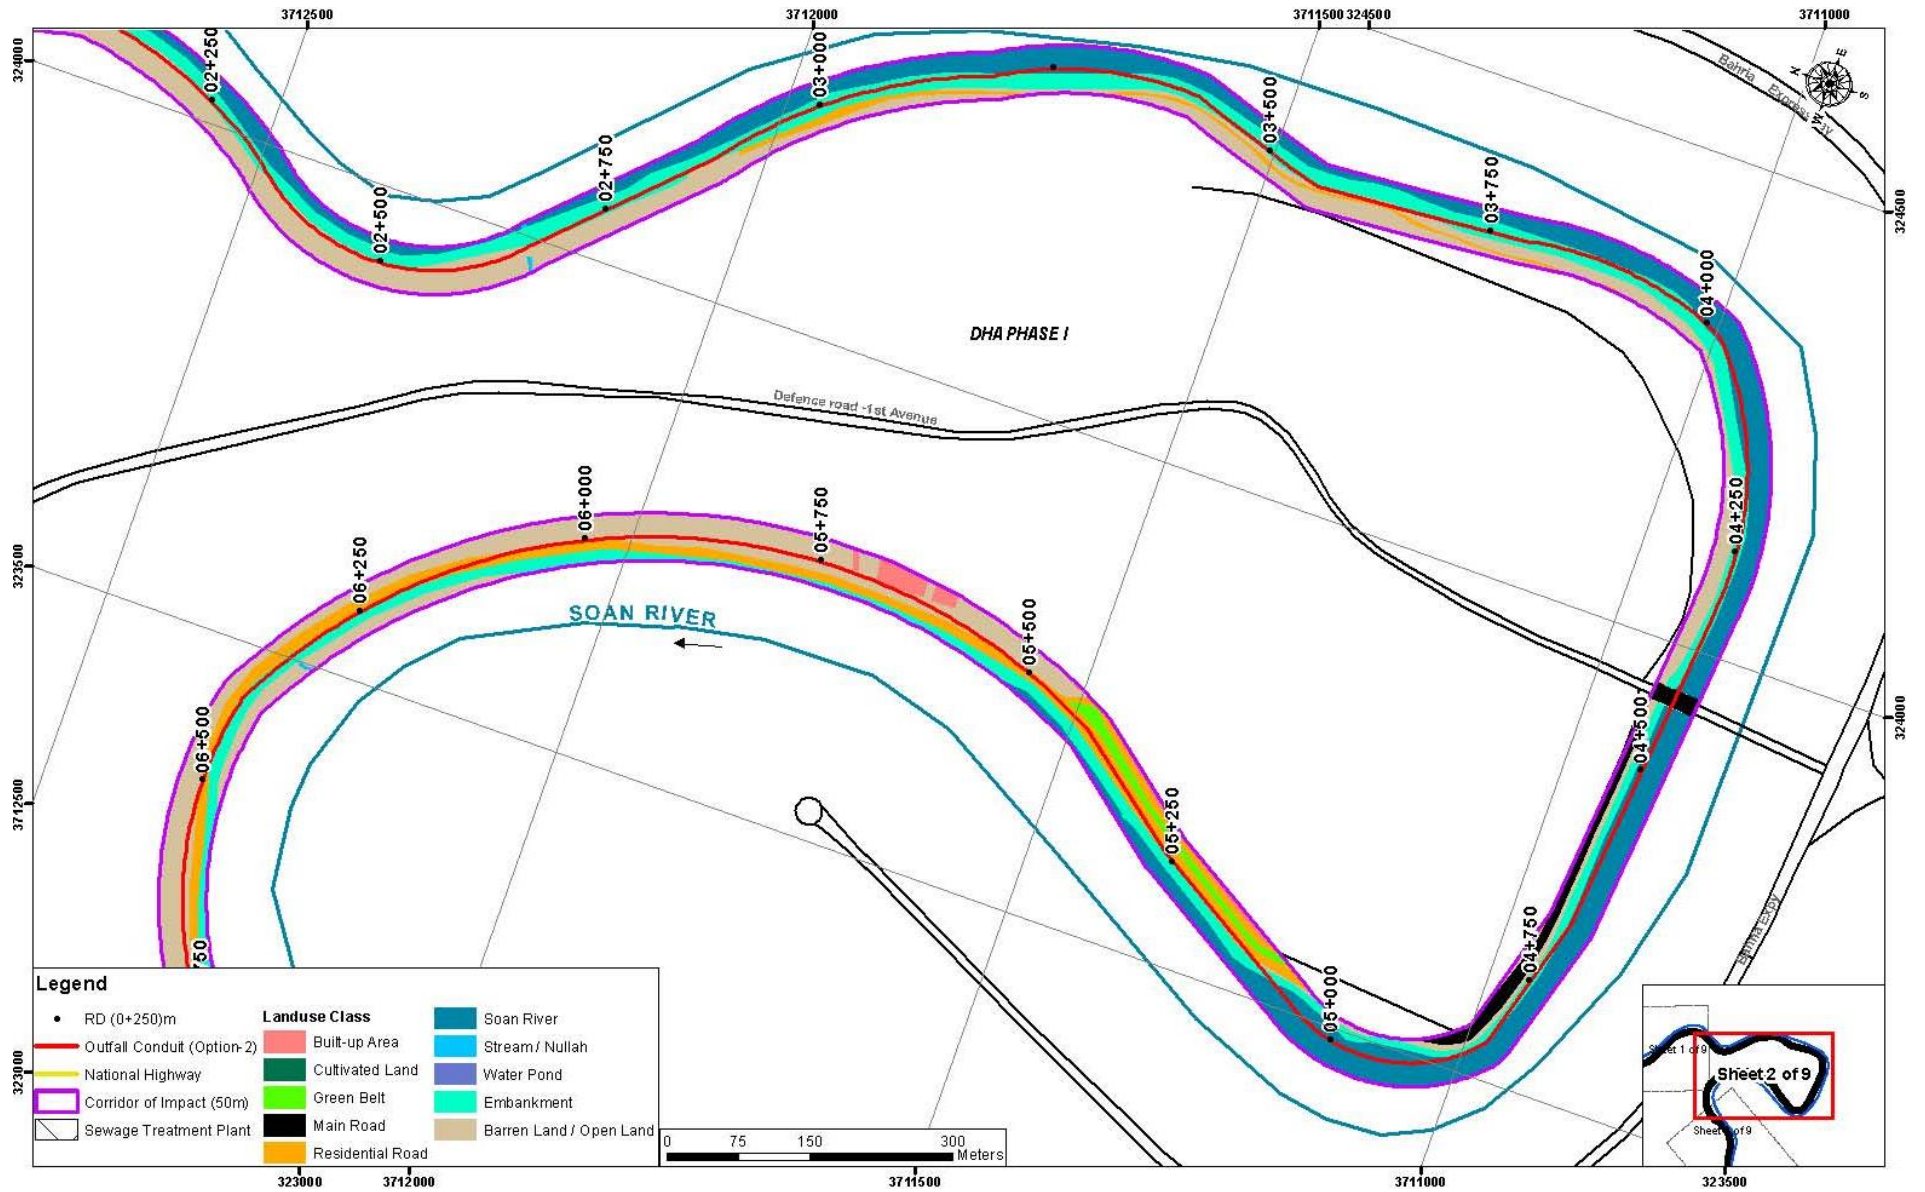 3712500
3712000
3711500 324500
3711000
324000
02+250
03+000
Bahria
E
N
S
03+500
02+750
03+750
324500
02+500
04+000
DHA PHASE I
Defence road -1st Avenue
04+250
06+000
05+750
06+250
323500
SOAN RIVER
05+500
04+500
324000
06+500
3712500
05+250
04+750
750
05+000
323000
Legend
RD (0+250)m
Outfall Conduit (Option-2)
National Highway
Corridor of Impact (50m)
Sewage Treatment Plant
Landuse Class
Built-up Area
Cultivated Land
Green Belt
Main Road
Residential Road
Soan River
Stream / Nullah
Water Pond
Embankment
Barren Land / Open Land
0 75 150 300
Meters
Sheet 1 of 9
Sheet 2 of 9
323000
3712000
3711500
3711000
323500